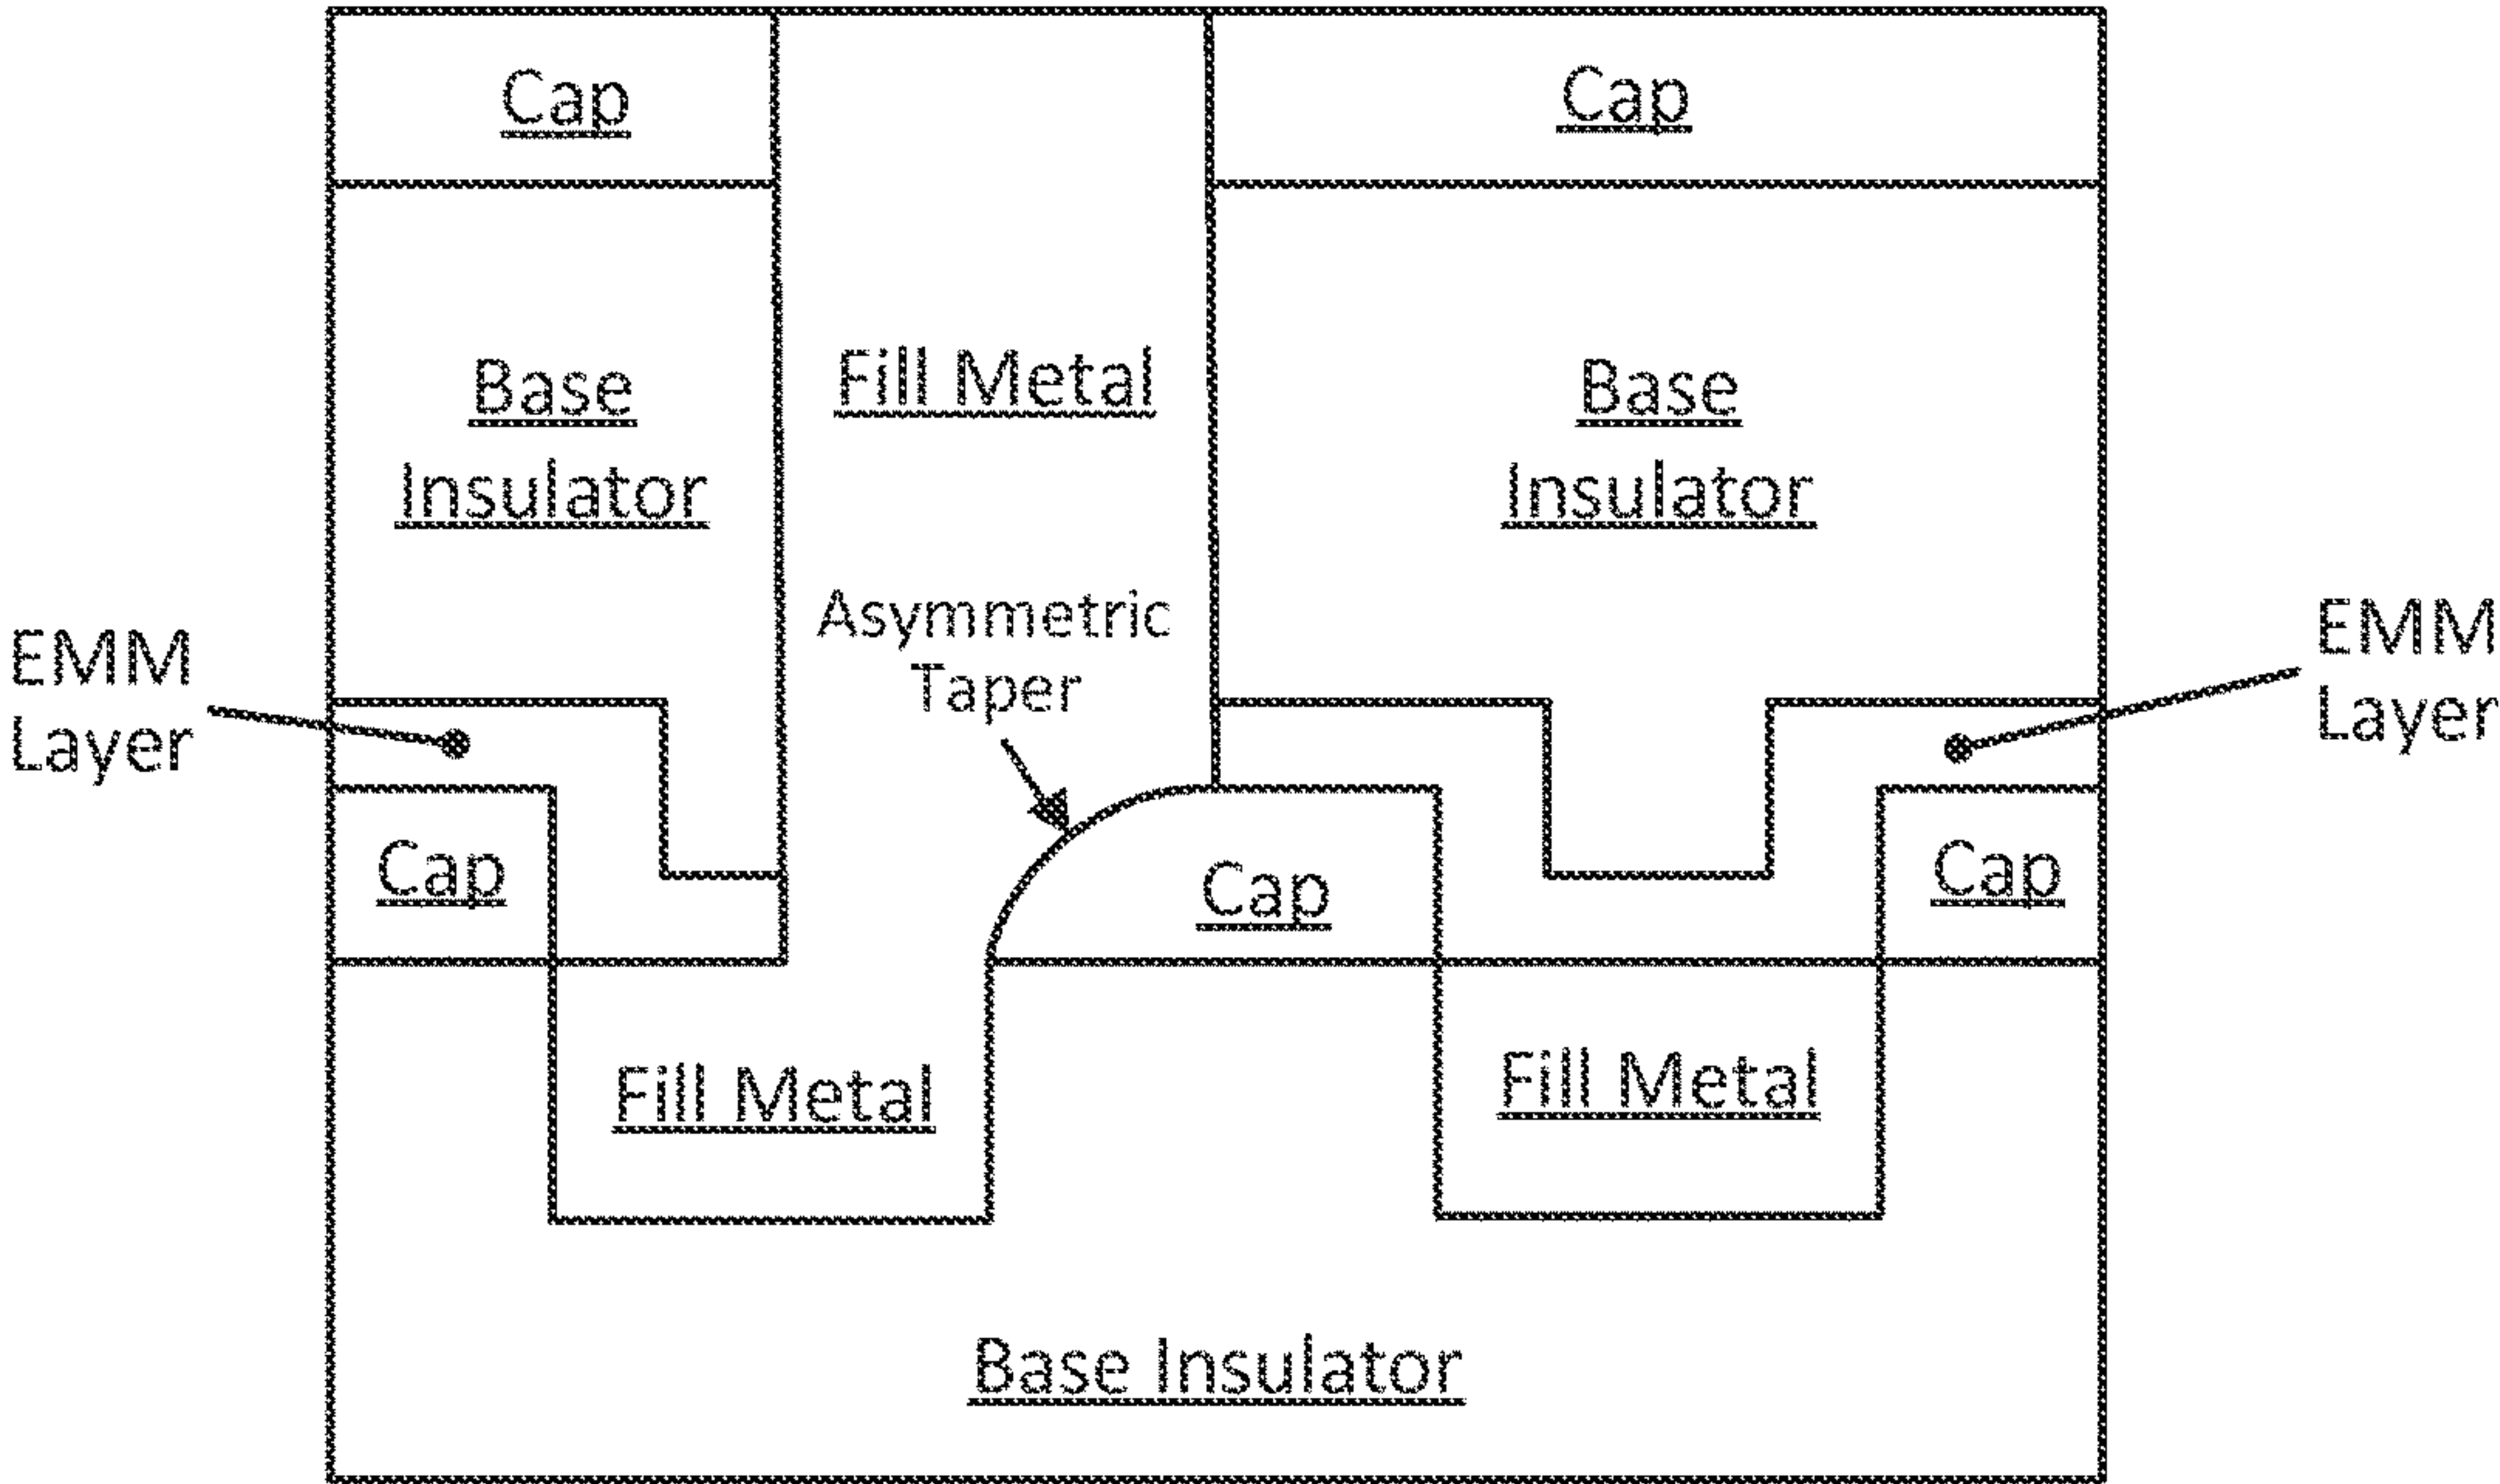 Cap
Cap
Fill Metal
Base
Insulator
Base
Insulator
Asymmetric
Taper
EMM
Layer
EMM
Layer
Cap
Cap
Cap
Fill Metal
Fill Metal
Base Insulator